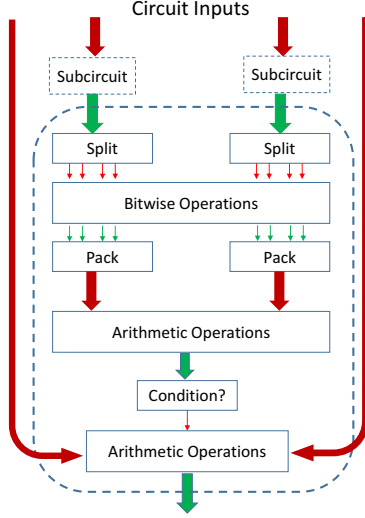 Circuit Inputs
Subcircuit Subcircuit
Split Split
Bitwise Operations
Pack Pack
Arithmetic Operations
Condition?
Arithmetic Operations